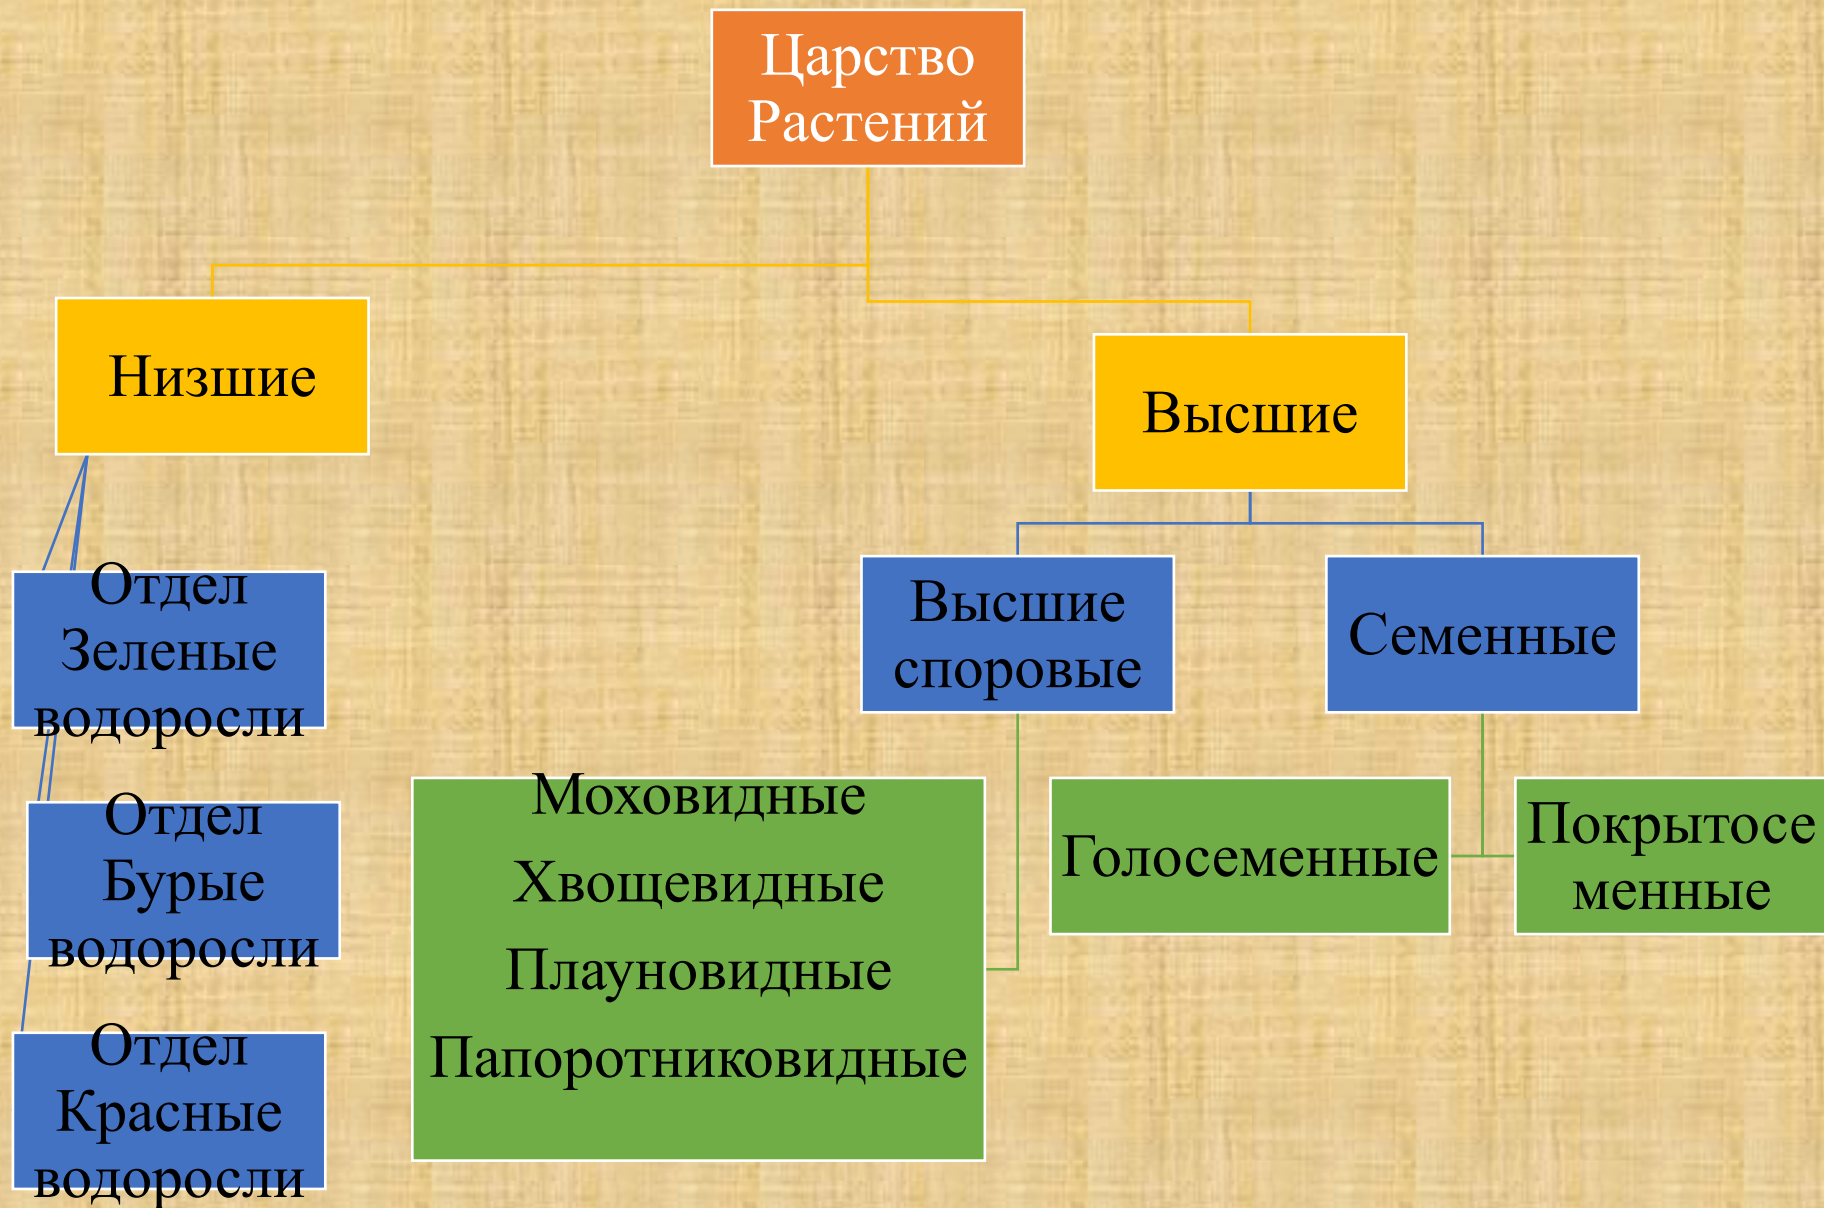 Царство
Растений
Низшие
Высшие
Отдел
Зеленые
водоросли
Отдел
Бурые
водоросли
Отдел
Красные
водоросли
Высшие
споровые
Семенные
Моховидные
Хвощевидные
Плауновидные
Папоротниковидные
Голосеменные
Покрытосе
менные